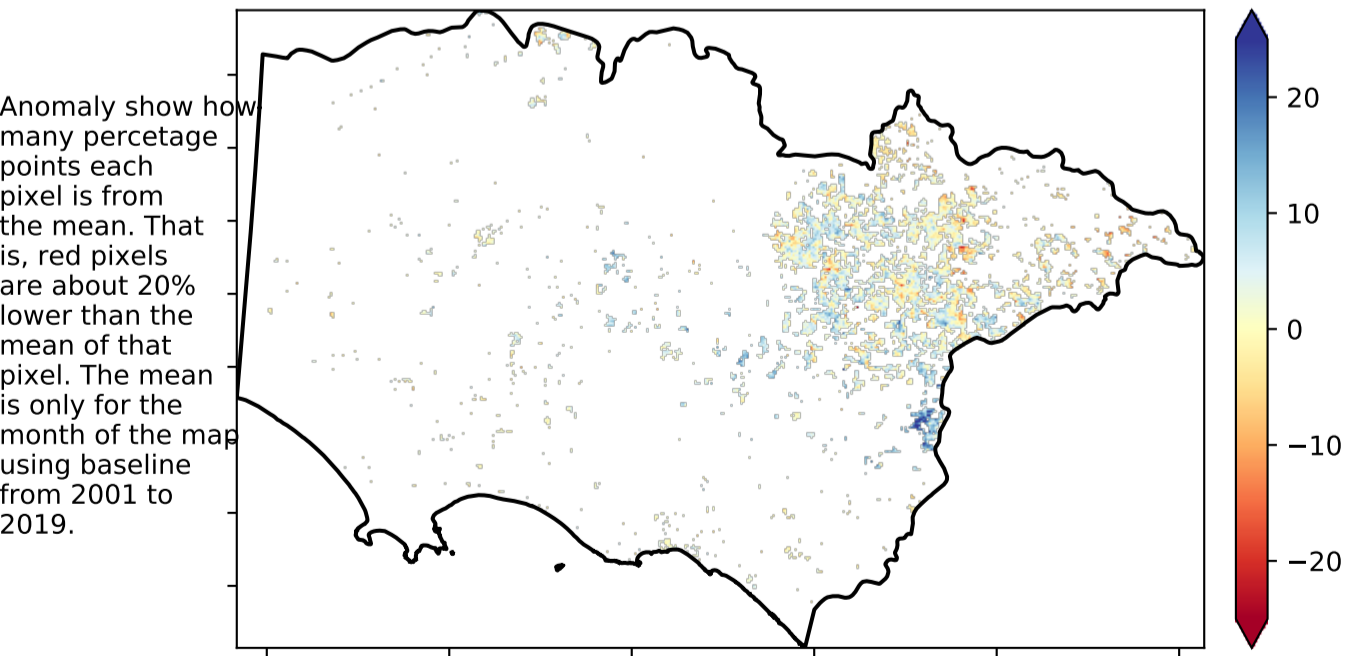 Anomaly show how
many percetage
points each
pixel is from
the mean. That
is, red pixels
are about 20%
lower than the
mean of that
pixel. The mean
is only for the
month of the map
using baseline
from 2001 to
2019.
20
10
0
−10
−20